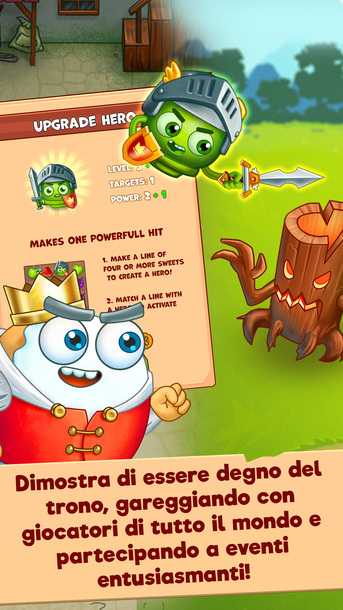 UPGRADE HERO
LEVEL:
TARGETS: 1
POWER: 2 + 1
MAKES ONE POWERFULL HIT
1. MAKE A LINE OF
FOUR OR MORE SWEETS
TO CREATE A HERO!
2. MATCH A LINE WITH
A ACTIVATE
Dimostra di essere degno del
trono, gareggiando con
giocatori di tutto il mondo e
partecipando a eventi
entusiasmanti!